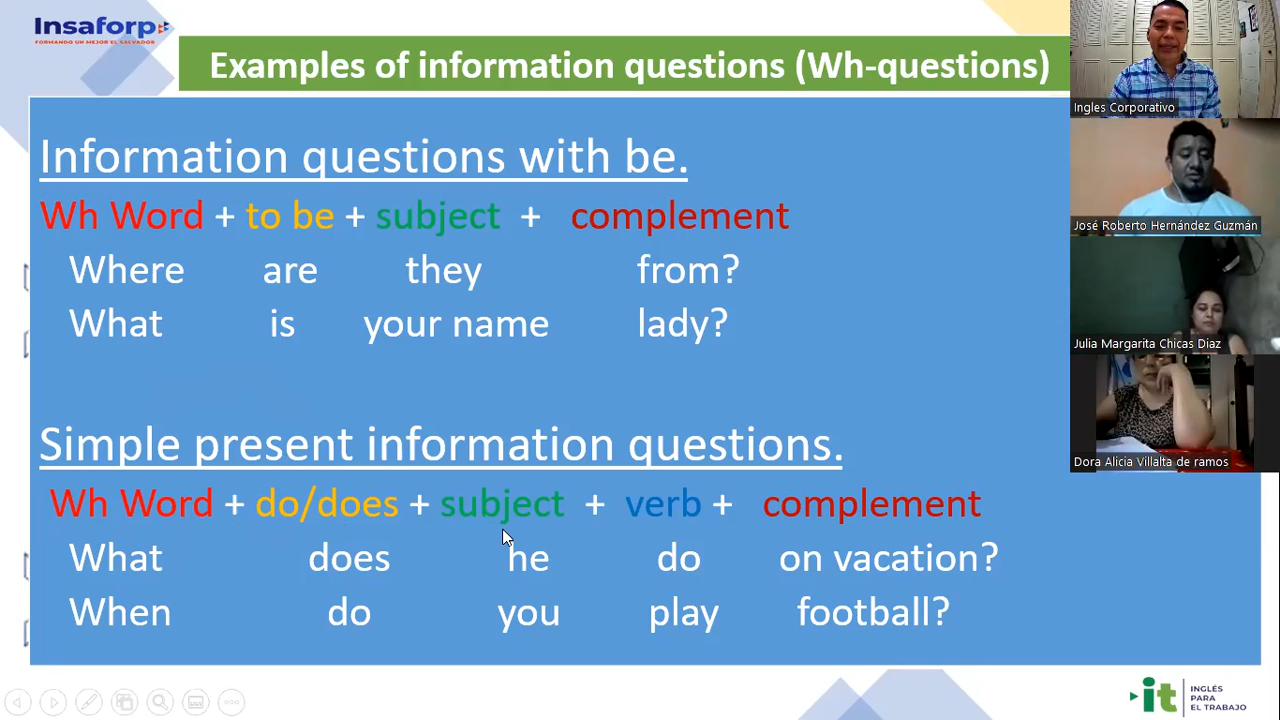 Insaforp
FORMANDO UN MEJOR EL SALVADOR
Examples of information questions (Wh-questions)
Information questions with be.
Wh Word + to be + subject + complement
Where are they from?
What is your name lady?
Simple present information questions.
Wh Word + do/does + subject + verb + complement
What does he do on vacation?
When do you play football?
Ingles Corporativo
José Roberto Hernández Guzmán
Julia Margarita Chicas Diaz
Dora Alicia Villalta de ramos
it
INGLÉS
PARA
EL TRABAJO